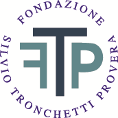 FONDAZIONE
SILVIO TRONCHETTI PROVERA
FTP